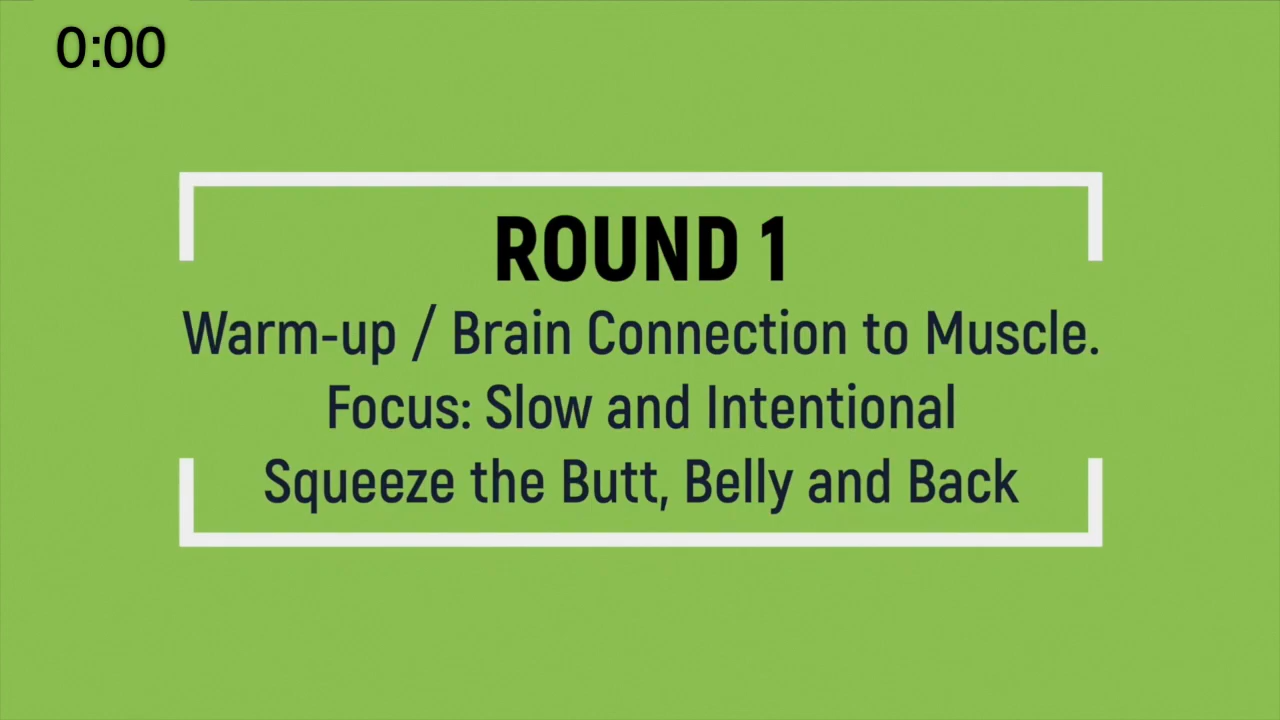 0:00
ROUND 1
Warm-up / Brain Connection to Muscle.
Focus: Slow and Intentional
Squeeze the Butt, Belly and Back